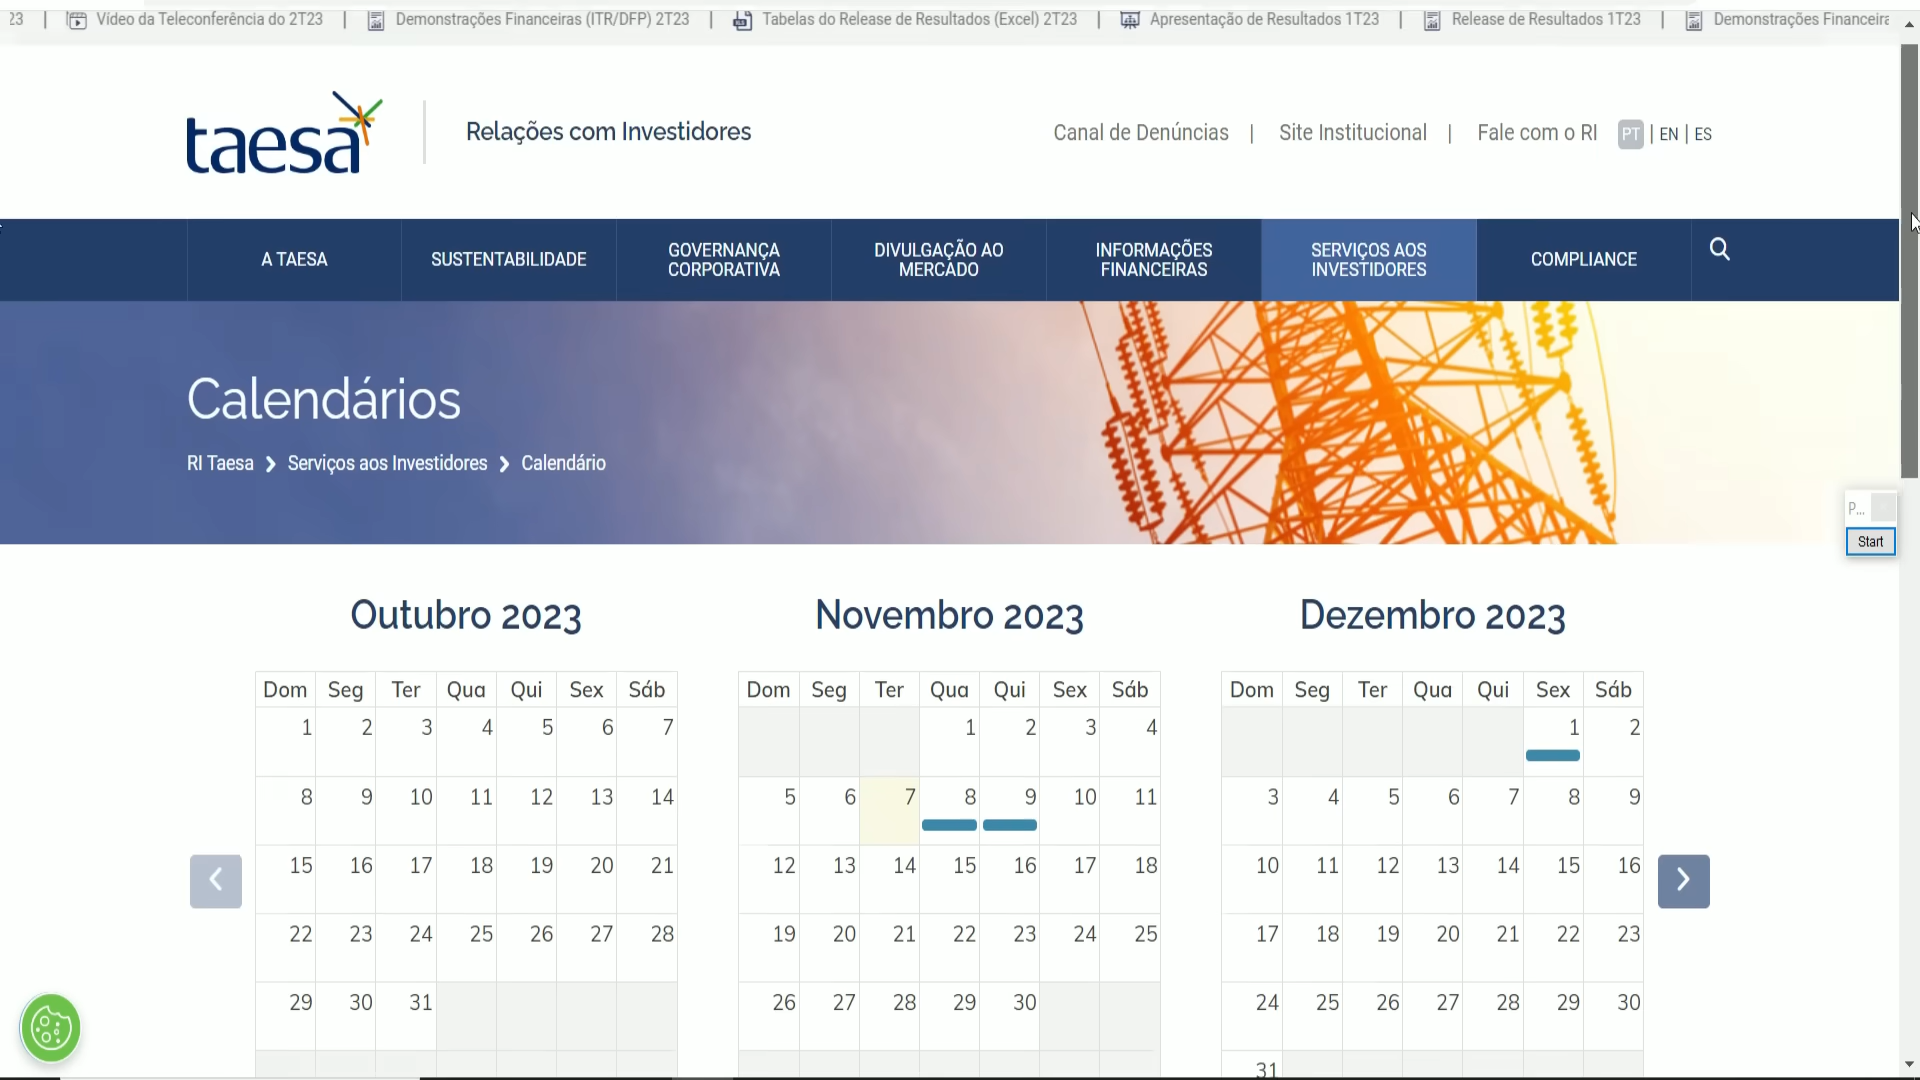 23 | Vídeo da Teleconferência do 2T23 | Demonstrações Financeiras (ITR/DFP) 2T23 | Tabelas do Release de Resultados (Excel) 2T23 | Apresentação de Resultados 1T23 | Release de Resultados 1T23 | Demonstrações Financeira
taesa
Relações com Investidores
Canal de Denúncias | Site Institucional | Fale com o RI PT | EN | ES
A TAESA
SUSTENTABILIDADE
GOVERNANÇA
CORPORATIVA
DIVULGAÇÃO AO
MERCADO
INFORMAÇÕES
FINANCEIRAS
SERVIÇOS AOS
INVESTIDORES
COMPLIANCE
Calendários
RI Taesa > Serviços aos Investidores > Calendário
P...
Start
Outubro 2023
Dom Seg Ter Qua Qui Sex Sáb
1 2 3 4 5 6 7
8 9 10 11 12 13 14
15 16 17 18 19 20 21
22 23 24 25 26 27 28
29 30 31
Novembro 2023
Dom Seg Ter Qua Qui Sex Sáb
1 2 3 4
5 6 7 8 9 10 11
12 13 14 15 16 17 18
19 20 21 22 23 24 25
26 27 28 29 30
Dezembro 2023
Dom Seg Ter Qua Qui Sex Sáb
1 2
3 4 5 6 7 8 9
10 11 12 13 14 15 16
17 18 19 20 21 22 23
24 25 26 27 28 29 30
31